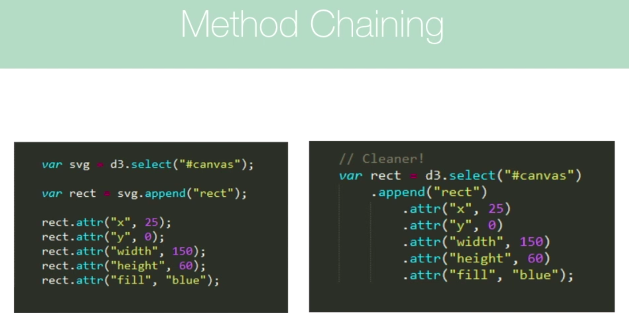 Method Chaining
var svg = d3.select("#canvas");
var rect = svg.append("rect");
rect.attr("x", 25);
rect.attr("y", 0);
rect.attr("width", 150);
rect.attr("height", 60);
rect.attr("fill", "blue");
// Cleaner!
var rect = d3.select("#canvas")
.append("rect")
.attr("x", 25)
.attr("y", 0)
.attr("width", 150)
.attr("height", 60)
.attr("fill", "blue");